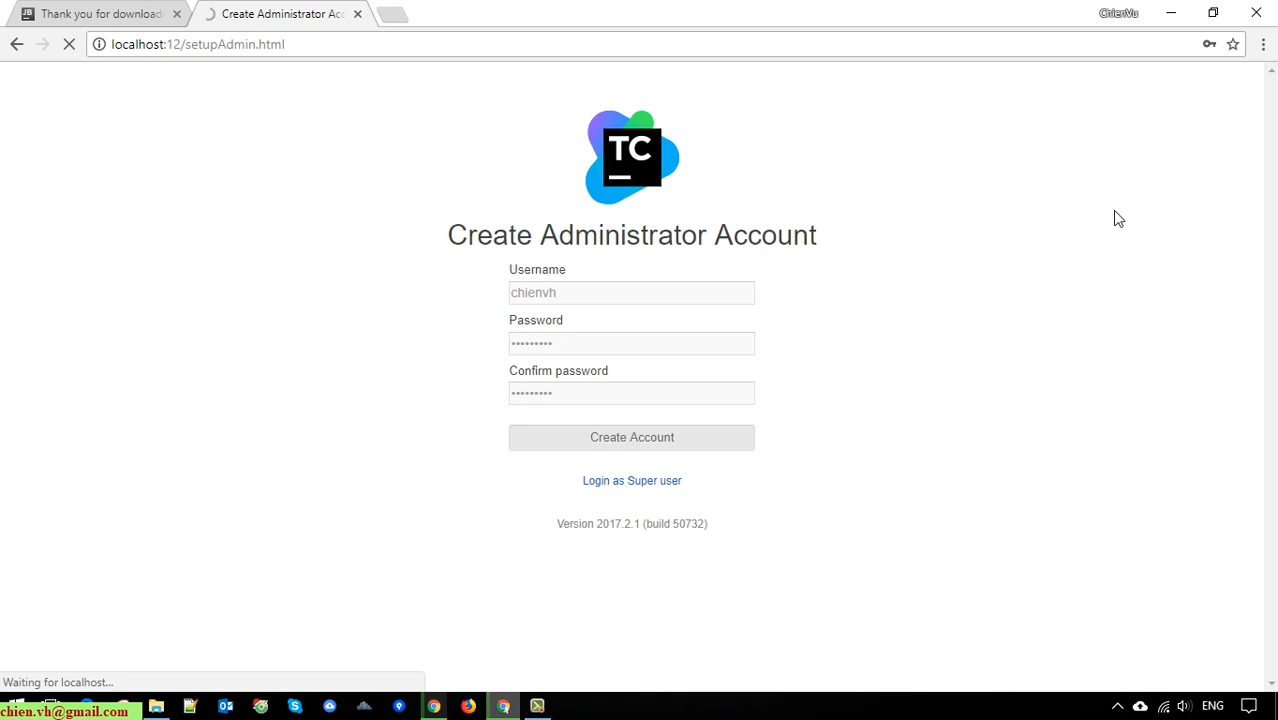 JB Thank you for downloadi
Create Administrator Acc
ChienVu
localhost:12/setupAdmin.html
TC
Create Administrator Account
Username
chienvh
Password
•••••••••
Confirm password
•••••••••
Create Account
Login as Super user
Version 2017.2.1 (build 50732)
Waiting for localhost...
chien.vh@gmail.com
ENG